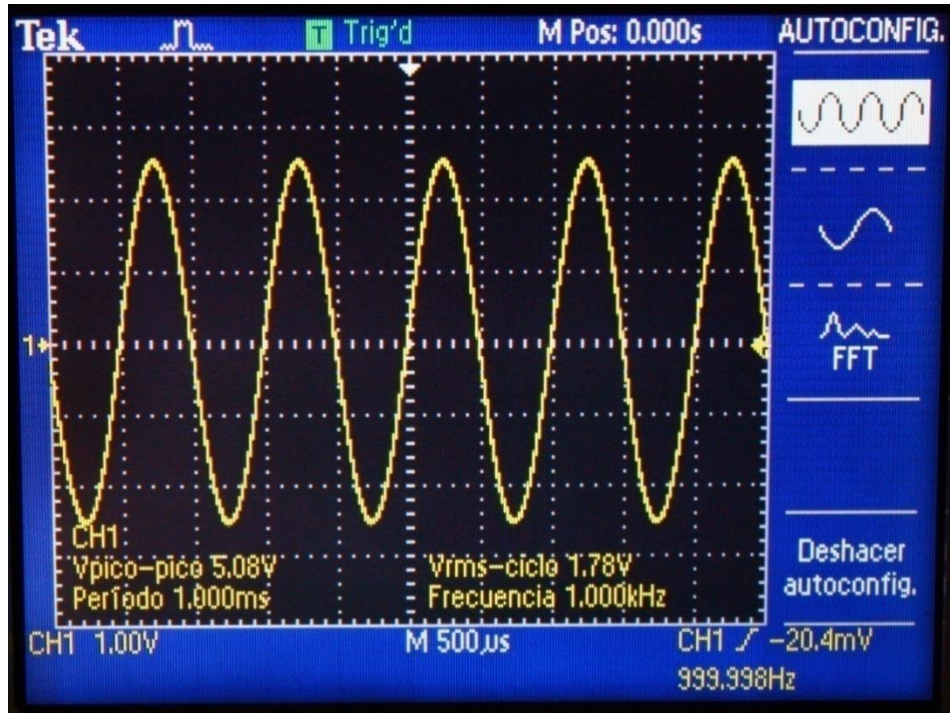 Tek T Trig'd M Pos: 0.000s AUTOCONFIG.
1
FFT
CH1
Vpico-pico 5.08V Vrms-ciclo 1.78V
Período 1.000ms Frecuencia 1.000kHz
Deshacer
autoconfig.
CH1 1.00V M 500µs CH1 -20.4mV
999.998Hz